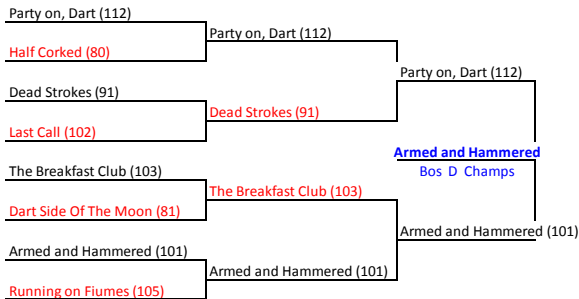 Party on, Dart (112)
Half Corked (80)
Dead Strokes (91)
Last Call (102)
The Breakfast Club (103)
Dart Side Of The Moon (81)
Armed and Hammered (101)
Running on Fiumes (105)
Party on, Dart (112)
Dead Strokes (91)
The Breakfast Club (103)
Armed and Hammered (101)
Party on, Dart (112)
Armed and Hammered (101)
Armed and Hammered
Bos D Champs